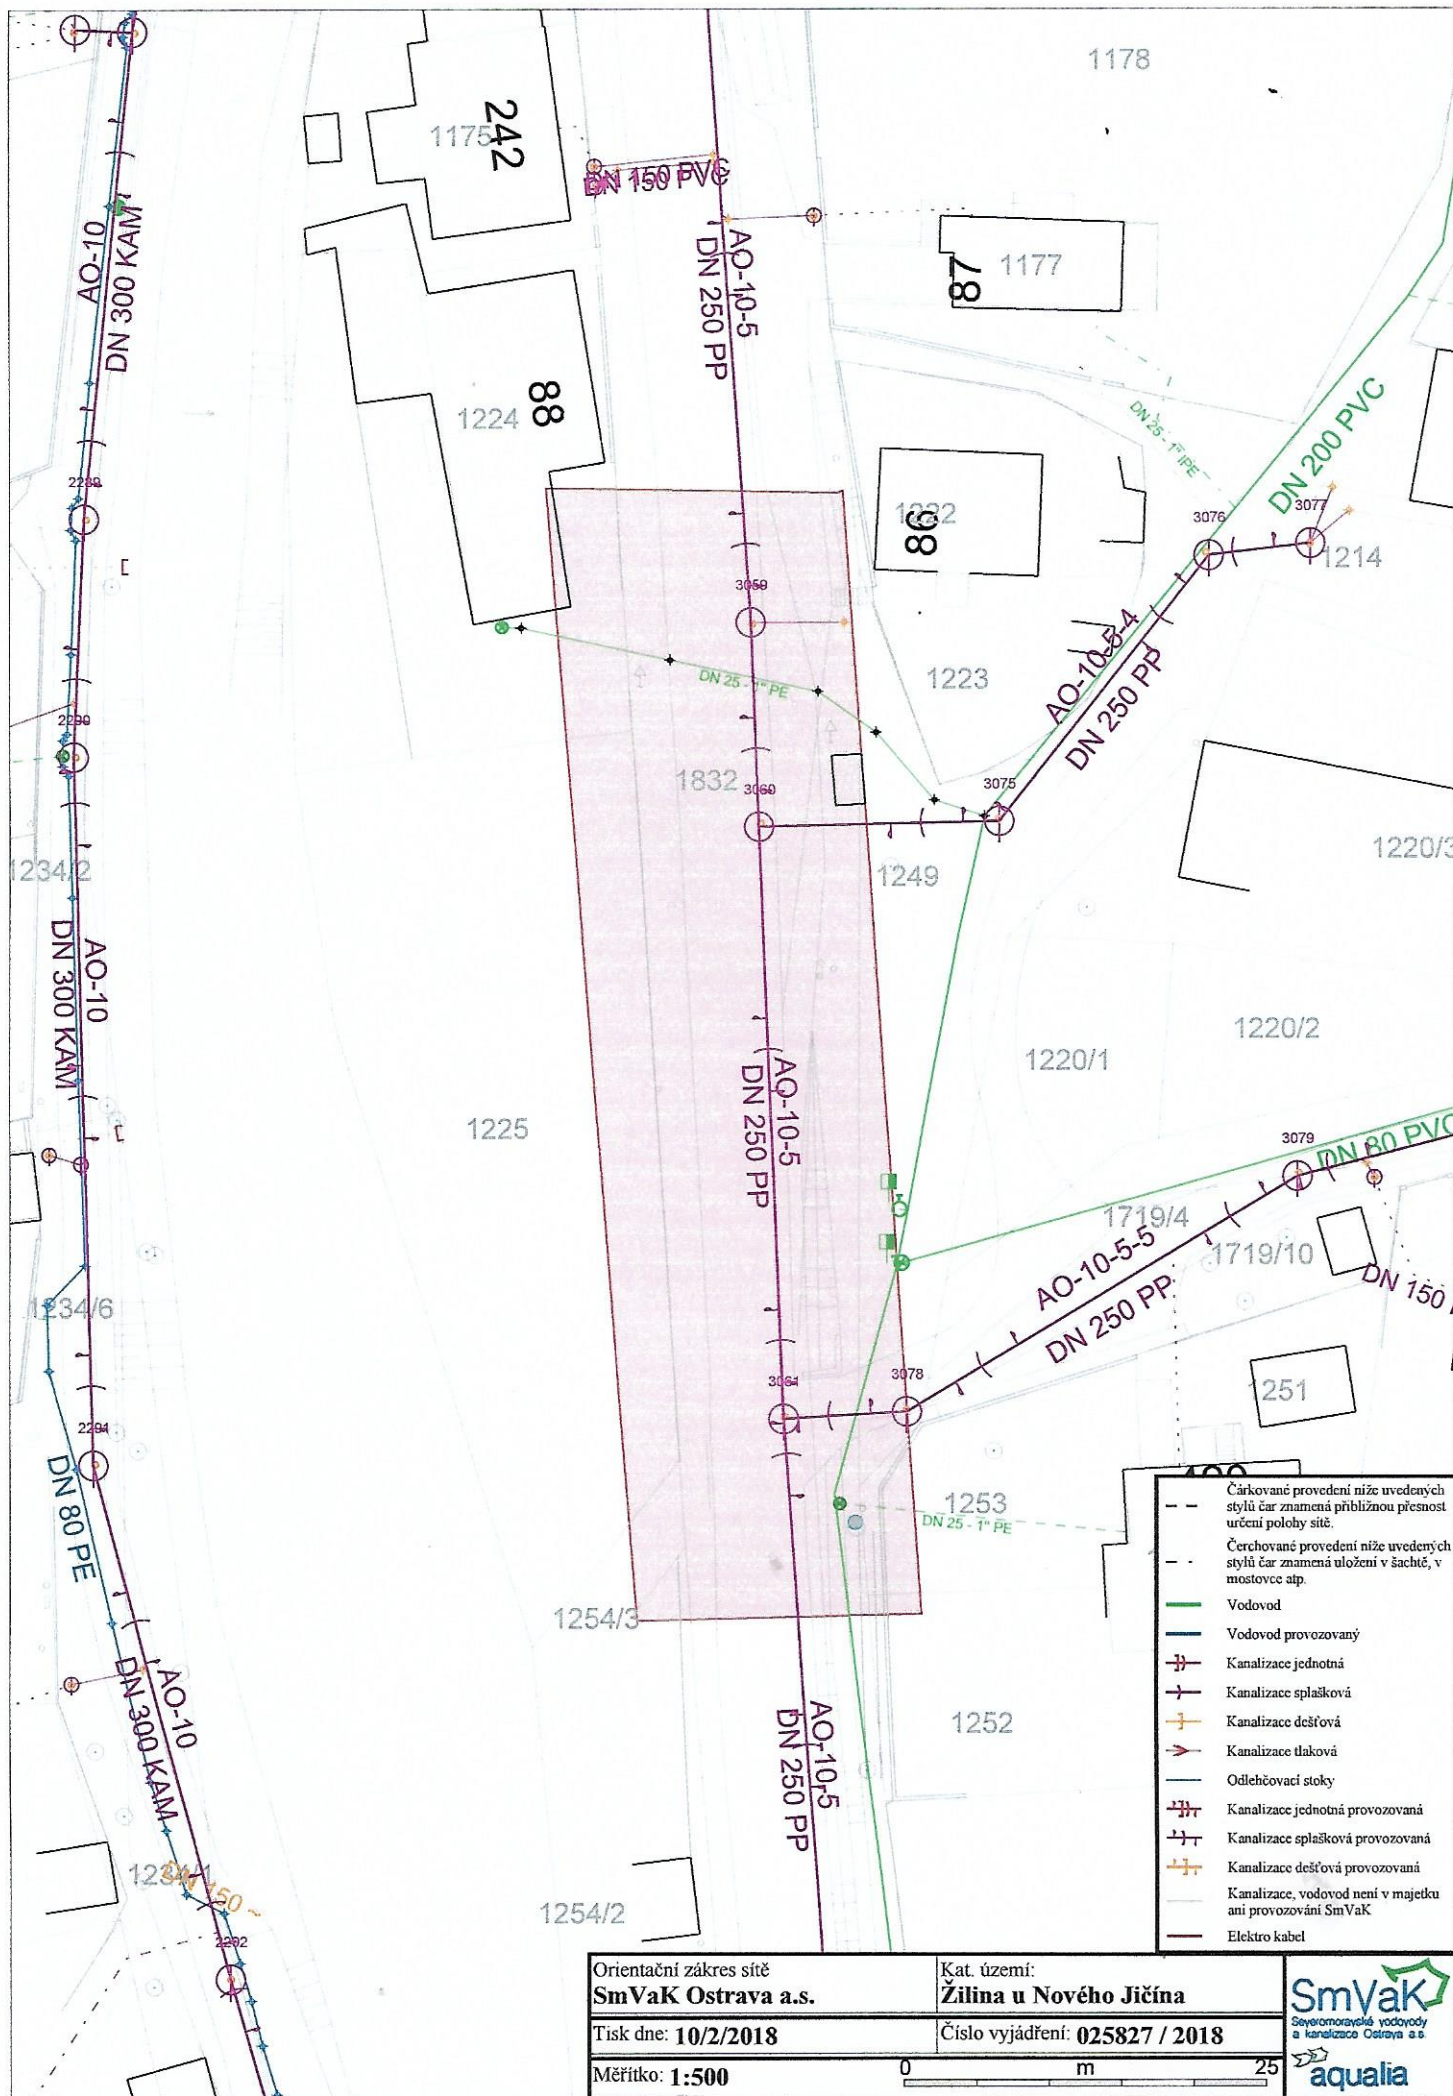 1178
242
1175
DN 150 PVC
AO-10
DN 300 KAM
AO-10-5
DN 250 PP
87
1177
88
1224
DN 25 - 1" IPE
DN 200 PVC
2289
98
1222
3076
3077
1214
3059
AO-10-5-4
DN 250 PP
1223
DN 25 - 1" PE
2290
1832
3060
3075
1234/2
1249
1220/3
AO-10
DN 300 KAM
1220/2
1220/1
AO-10-5
DN 250 PP
1225
3079
DN 80 PVC
1719/4
1719/10
AO-10-5-5
DN 250 PP
DN 150
1234/6
3061
3078
1251
2291
DN 80 PE
1253
DN 25 - 1" PE
1254/3
AO-10
DN 300 KAM
1252
AO-10-5
DN 250 PP
1234/1
DN 150 ~
1254/2
2292
Čárkované provedení níže uvedených
stylů čar znamená přibližnou přesnost
určení polohy sítě.
Čerchované provedení níže uvedených
stylů čar znamená uložení v šachtě, v
mostovce atp.
Vodovod
Vodovod provozovaný
Kanalizace jednotná
Kanalizace splašková
Kanalizace dešťová
Kanalizace tlaková
Odlehčovací stoky
Kanalizace jednotná provozovaná
Kanalizace splašková provozovaná
Kanalizace dešťová provozovaná
Kanalizace, vodovod není v majetku
ani provozování SmVaK
Elektro kabel
Orientační zákres sítě
SmVaK Ostrava a.s.
Kat. území:
Žilina u Nového Jičína
Tisk dne: 10/2/2018
Číslo vyjádření: 025827 / 2018
Měřítko: 1:500
0 m 25
SmVaK
Severomoravské vodovody
a kanalizace Ostrava a.s.
aqualia